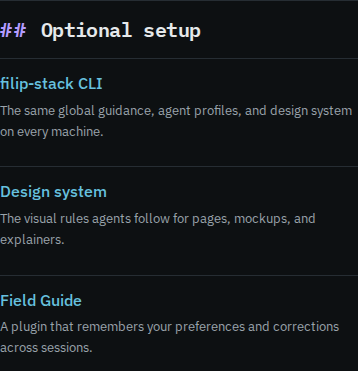 ## Optional setup
filip-stack CLI
The same global guidance, agent profiles, and design system
on every machine.
Design system
The visual rules agents follow for pages, mockups, and
explainers.
Field Guide
A plugin that remembers your preferences and corrections
across sessions.